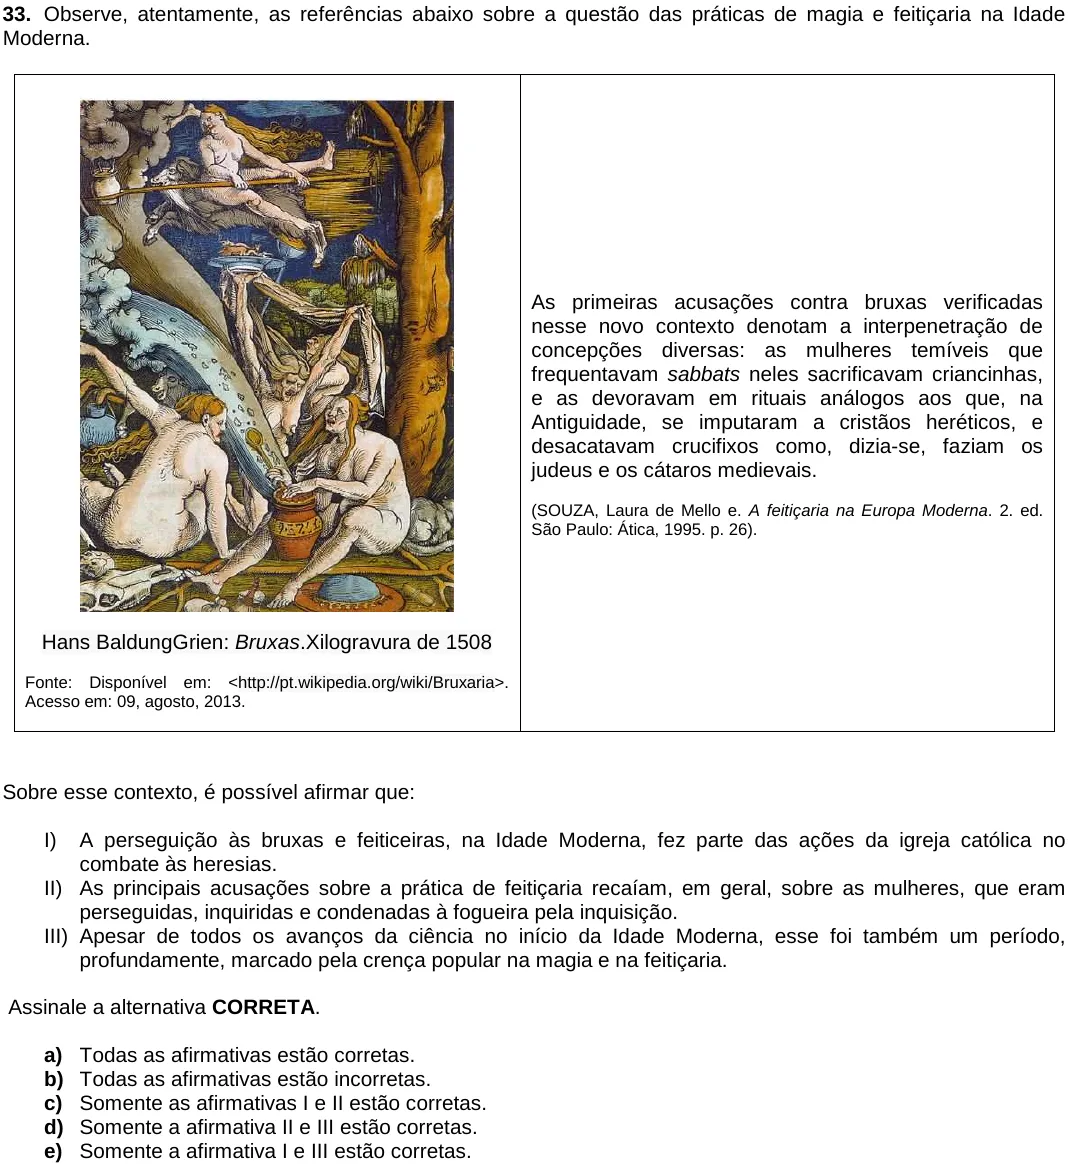 33. Observe, atentamente, as referências abaixo sobre a questão das práticas de magia e feitiçaria na Idade
Moderna.
Hans BaldungGrien: Bruxas.Xilogravura de 1508
Fonte: Disponível em: <http://pt.wikipedia.org/wiki/Bruxaria>.
Acesso em: 09, agosto, 2013.
As primeiras acusações contra bruxas verificadas
nesse novo contexto denotam a interpenetração de
concepções diversas: as mulheres temíveis que
frequentavam sabbats neles sacrificavam criancinhas,
e as devoravam em rituais análogos aos que, na
Antiguidade, se imputaram a cristãos heréticos, e
desacatavam crucifixos como, dizia-se, faziam os
judeus e os cátaros medievais.
(SOUZA, Laura de Mello e. A feitiçaria na Europa Moderna. 2. ed.
São Paulo: Ática, 1995. p. 26).
Sobre esse contexto, é possível afirmar que:
I) A perseguição às bruxas e feiticeiras, na Idade Moderna, fez parte das ações da igreja católica no
combate às heresias.
II) As principais acusações sobre a prática de feitiçaria recaíam, em geral, sobre as mulheres, que eram
perseguidas, inquiridas e condenadas à fogueira pela inquisição.
III) Apesar de todos os avanços da ciência no início da Idade Moderna, esse foi também um período,
profundamente, marcado pela crença popular na magia e na feitiçaria.
Assinale a alternativa CORRETA.
a) Todas as afirmativas estão corretas.
b) Todas as afirmativas estão incorretas.
c) Somente as afirmativas I e II estão corretas.
d) Somente a afirmativa II e III estão corretas.
e) Somente a afirmativa I e III estão corretas.